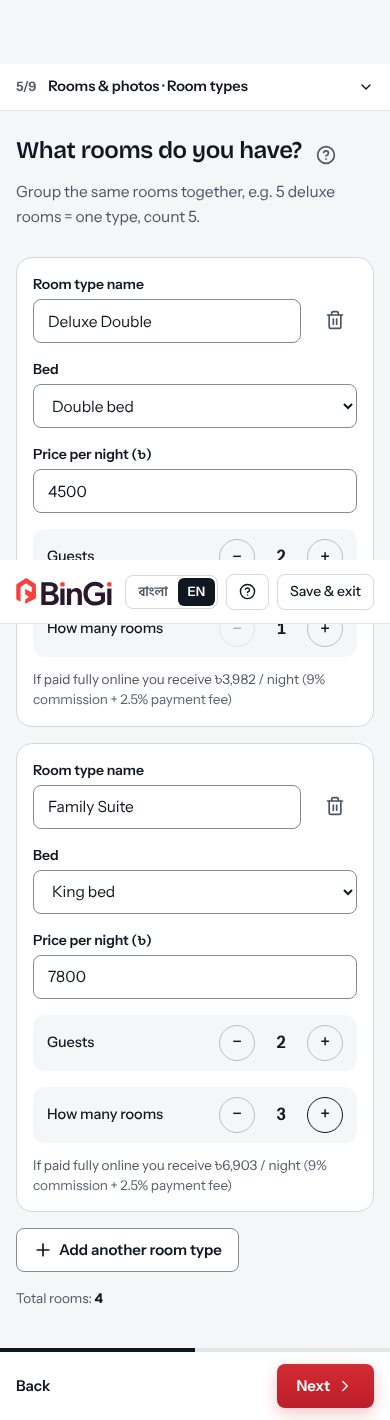 5/9 Rooms & photos · Room types
What rooms do you have?
Group the same rooms together, e.g. 5 deluxe
rooms = one type, count 5.
Room type name
Deluxe Double
Bed
Double bed
Price per night (৳)
4500
Guests − 2 +
BinGi বাংলা EN Save & exit
How many rooms − 1 +
If paid fully online you receive ৳3,982 / night (9%
commission + 2.5% payment fee)
Room type name
Family Suite
Bed
King bed
Price per night (৳)
7800
Guests − 2 +
How many rooms − 3 +
If paid fully online you receive ৳6,903 / night (9%
commission + 2.5% payment fee)
+ Add another room type
Total rooms: 4
Back Next